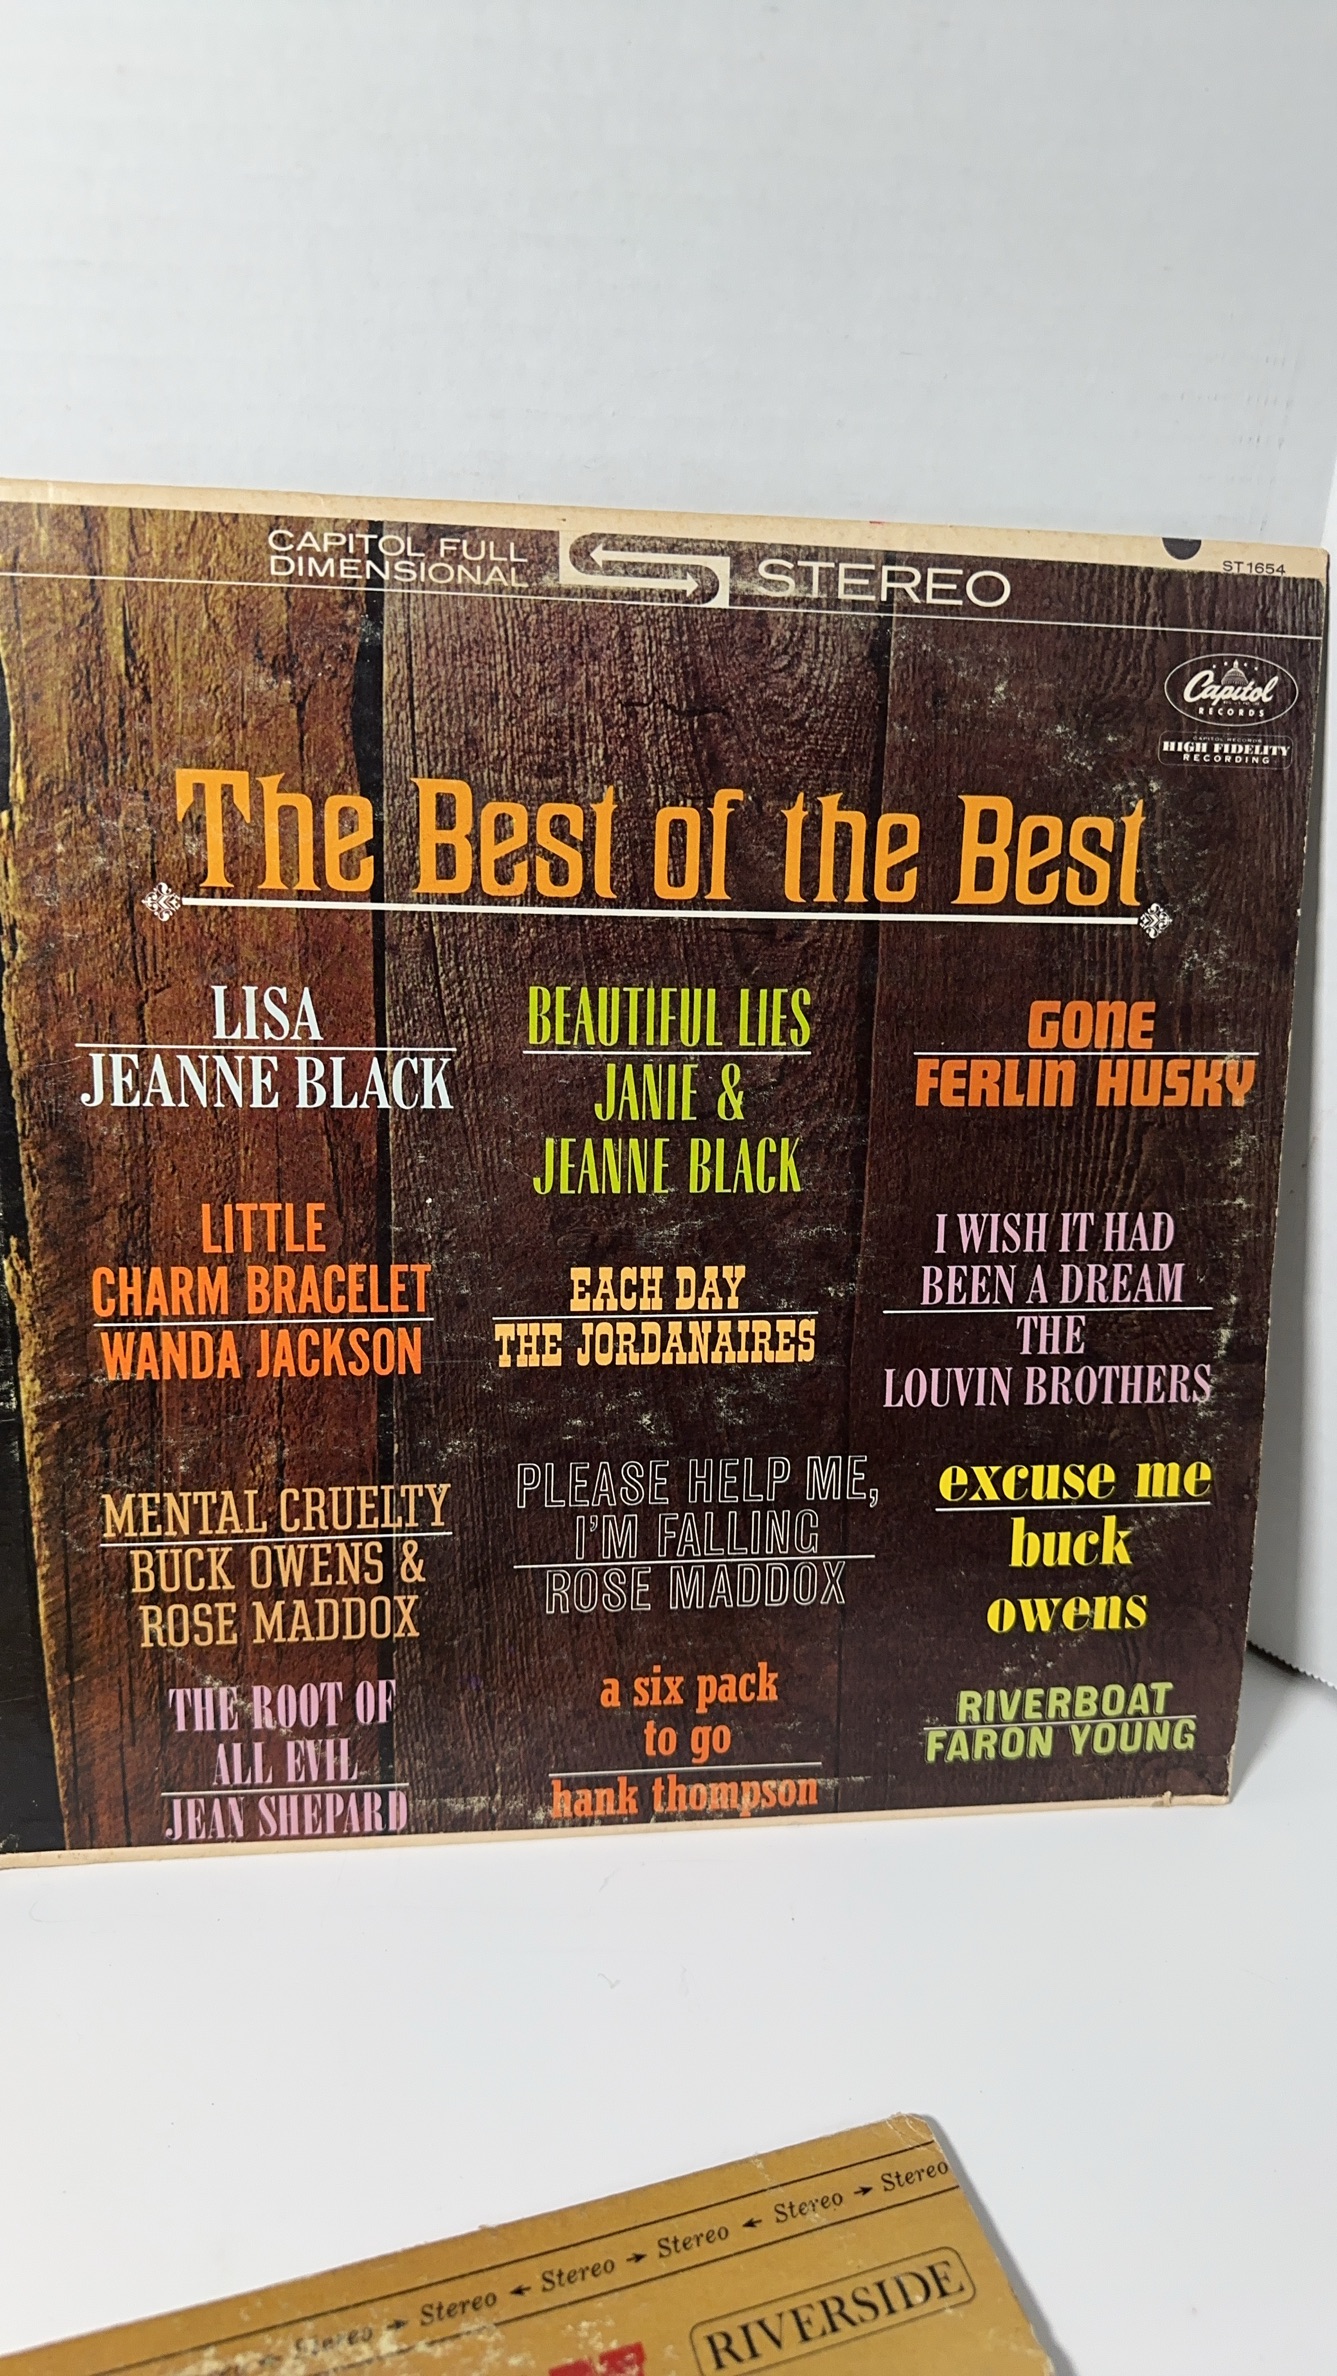 CAPITOL FULL
DIMENSIONAL
STEREO
ST1654
Capitol
RECORDS
CAPITOL RECORDS
HIGH FIDELITY
RECORDING
The Best of the Best
LISA
JEANNE BLACK
BEAUTIFUL LIES
JANIE &
JEANNE BLACK
GONE
FERLIN HUSKY
LITTLE
CHARM BRACELET
WANDA JACKSON
EACH DAY
THE JORDANAIRES
I WISH IT HAD
BEEN A DREAM
THE
LOUVIN BROTHERS
MENTAL CRUELTY
BUCK OWENS &
ROSE MADDOX
PLEASE HELP ME,
I'M FALLING
ROSE MADDOX
excuse me
buck
owens
THE ROOT OF
ALL EVIL
JEAN SHEPARD
a six pack
to go
hank thompson
RIVERBOAT
FARON YOUNG
Stereo → Stereo ← Stereo → Stereo ← Stereo → Stereo
RIVERSIDE